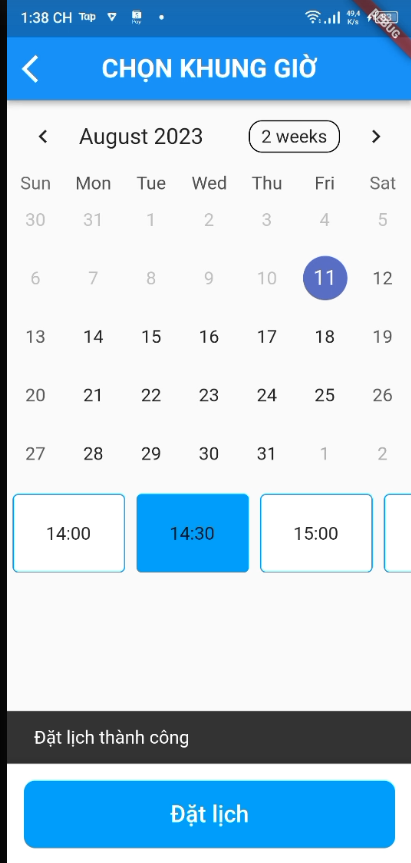 1:38 CH
DEBUG
CHỌN KHUNG GIỜ
August 2023 2 weeks
Sun Mon Tue Wed Thu Fri Sat
30 31 1 2 3 4 5
6 7 8 9 10 11 12
13 14 15 16 17 18 19
20 21 22 23 24 25 26
27 28 29 30 31 1 2
14:00 14:30 15:00
Đặt lịch thành công
Đặt lịch